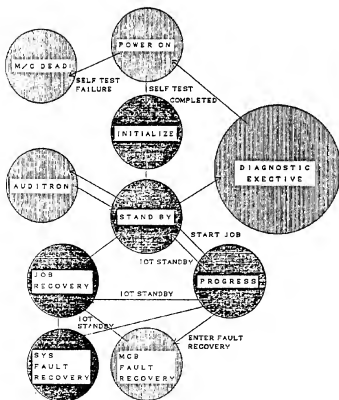 POWER ON
M/C DEAD
SELF TEST
FAILURE
SELF TEST
COMPLETED
INITIALIZE
DIAGNOSTIC
EXECTIVE
AUDITRON
STAND BY
START JOB
IOT STANDBY
JOB
RECOVERY
PROGRESS
IOT STANDBY
IOT
STANDBY
ENTER FAULT
RECOVERY
SYS
FAULT
RECOVERY
MCB
FAULT
RECOVERY